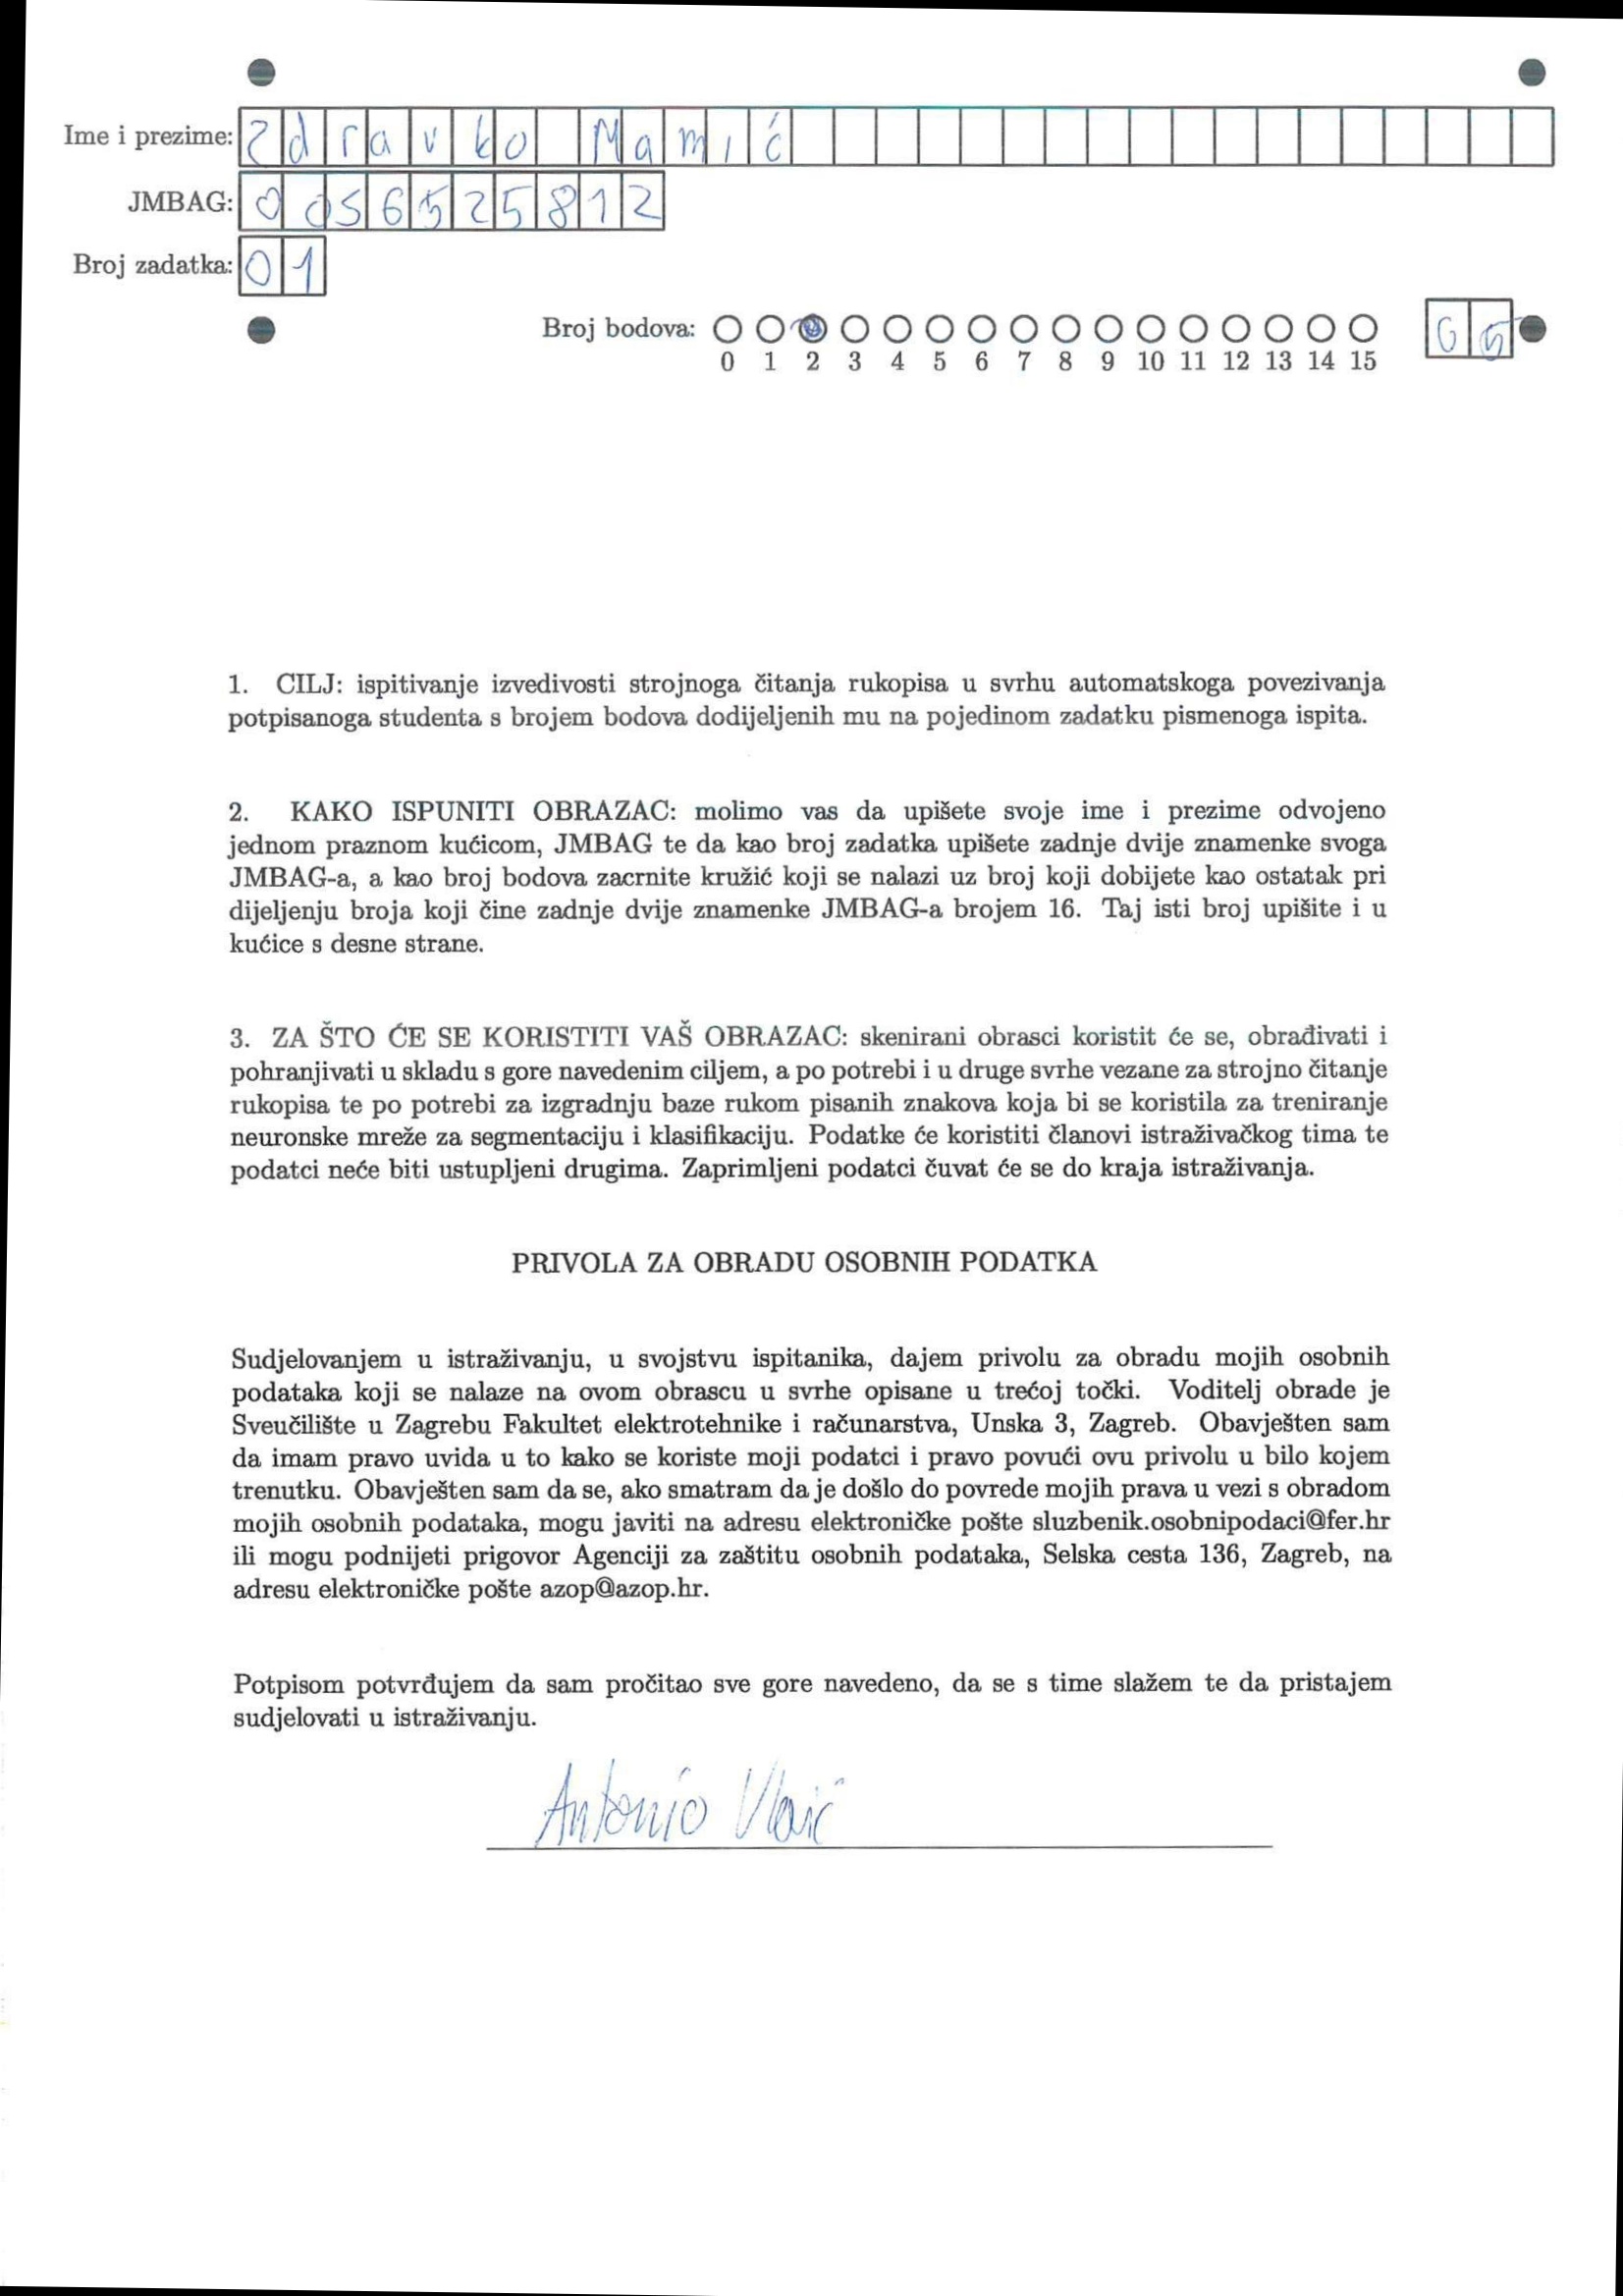 Ime i prezime: Zdravko Mamić
JMBAG: 0056525812
Broj zadatka: 01
Broj bodova:
0 1 2 3 4 5 6 7 8 9 10 11 12 13 14 15
1. CILJ: ispitivanje izvedivosti strojnoga čitanja rukopisa u svrhu automatskoga povezivanja
potpisanoga studenta s brojem bodova dodijeljenih mu na pojedinom zadatku pismenoga ispita.
2. KAKO ISPUNITI OBRAZAC: molimo vas da upišete svoje ime i prezime odvojeno
jednom praznom kućicom, JMBAG te da kao broj zadatka upišete zadnje dvije znamenke svoga
JMBAG-a, a kao broj bodova zacrnite kružić koji se nalazi uz broj koji dobijete kao ostatak pri
dijeljenju broja koji čine zadnje dvije znamenke JMBAG-a brojem 16. Taj isti broj upišite i u
kućice s desne strane.
3. ZA ŠTO ĆE SE KORISTITI VAŠ OBRAZAC: skenirani obrasci koristit će se, obrađivati i
pohranjivati u skladu s gore navedenim ciljem, a po potrebi i u druge svrhe vezane za strojno čitanje
rukopisa te po potrebi za izgradnju baze rukom pisanih znakova koja bi se koristila za treniranje
neuronske mreže za segmentaciju i klasifikaciju. Podatke će koristiti članovi istraživačkog tima te
podatci neće biti ustupljeni drugima. Zaprimljeni podatci čuvat će se do kraja istraživanja.
PRIVOLA ZA OBRADU OSOBNIH PODATKA
Sudjelovanjem u istraživanju, u svojstvu ispitanika, dajem privolu za obradu mojih osobnih
podataka koji se nalaze na ovom obrascu u svrhe opisane u trećoj točki. Voditelj obrade je
Sveučilište u Zagrebu Fakultet elektrotehnike i računarstva, Unska 3, Zagreb. Obavješten sam
da imam pravo uvida u to kako se koriste moji podatci i pravo povući ovu privolu u bilo kojem
trenutku. Obavješten sam da se, ako smatram da je došlo do povrede mojih prava u vezi s obradom
mojih osobnih podataka, mogu javiti na adresu elektroničke pošte sluzbenik.osobnipodaci@fer.hr
ili mogu podnijeti prigovor Agenciji za zaštitu osobnih podataka, Selska cesta 136, Zagreb, na
adresu elektroničke pošte azop@azop.hr.
Potpisom potvrđujem da sam pročitao sve gore navedeno, da se s time slažem te da pristajem
sudjelovati u istraživanju.
Antonio